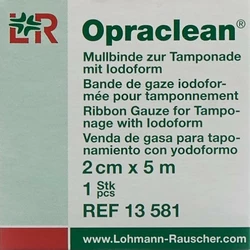 L&R
Opraclean®
Mullbinde zur Tamponade
mit Iodoform
Bande de gaze iodofor-
mée pour tamponnement
Ribbon Gauze for Tampo-
nage with Iodoform
Venda de gasa para tapo-
namiento con yodoformo
2 cm x 5 m
1 Stk
pcs
REF 13 581
www.Lohmann-Rauscher.com